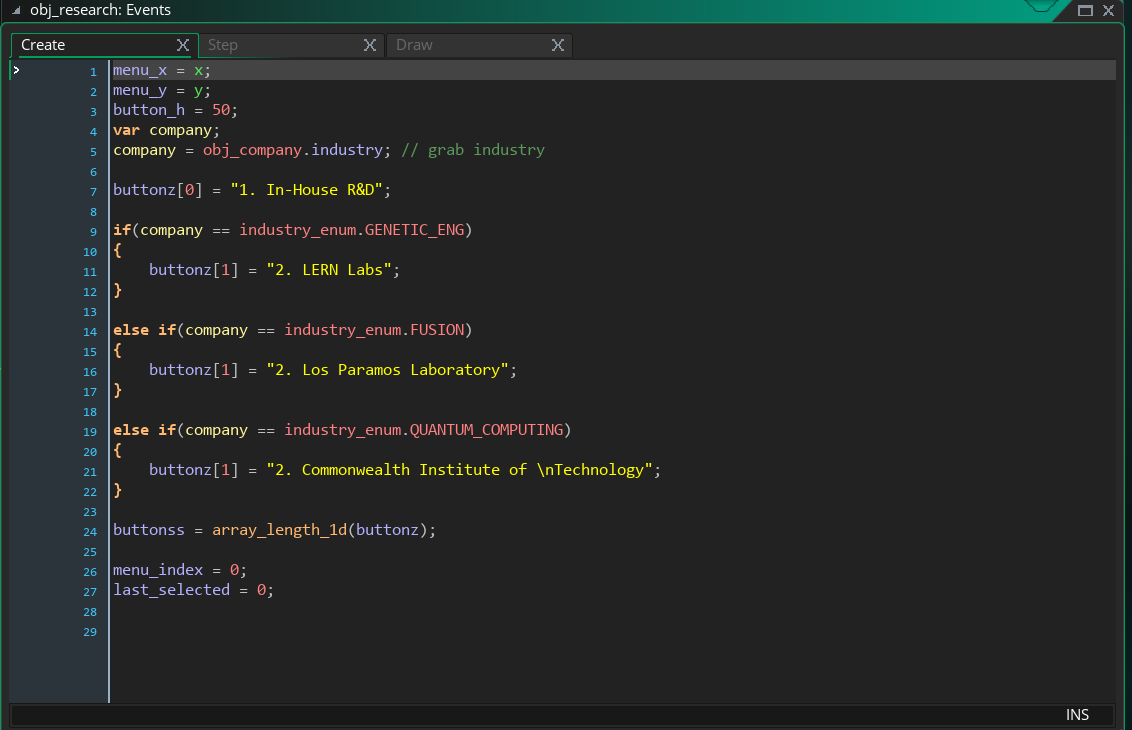 obj_research: Events
Create Step Draw
1 menu_x = x;
2 menu_y = y;
3 button_h = 50;
4 var company;
5 company = obj_company.industry; // grab industry
6
7 buttonz[0] = "1. In-House R&D";
8
9 if(company == industry_enum.GENETIC_ENG)
10 {
11 buttonz[1] = "2. LERN Labs";
12 }
13
14 else if(company == industry_enum.FUSION)
15 {
16 buttonz[1] = "2. Los Paramos Laboratory";
17 }
18
19 else if(company == industry_enum.QUANTUM_COMPUTING)
20 {
21 buttonz[1] = "2. Commonwealth Institute of \nTechnology";
22 }
23
24 buttonss = array_length_1d(buttonz);
25
26 menu_index = 0;
27 last_selected = 0;
28
29
INS